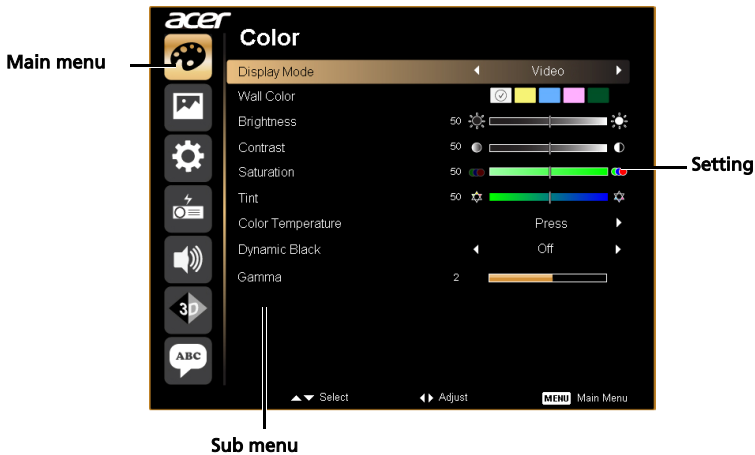 acer
Color
Main menu
Display Mode Video
Wall Color
Brightness 50
Contrast 50
Saturation 50
Setting
Tint 50
Color Temperature Press
Dynamic Black Off
Gamma 2
3D
ABC
Select Adjust MENU Main Menu
Sub menu